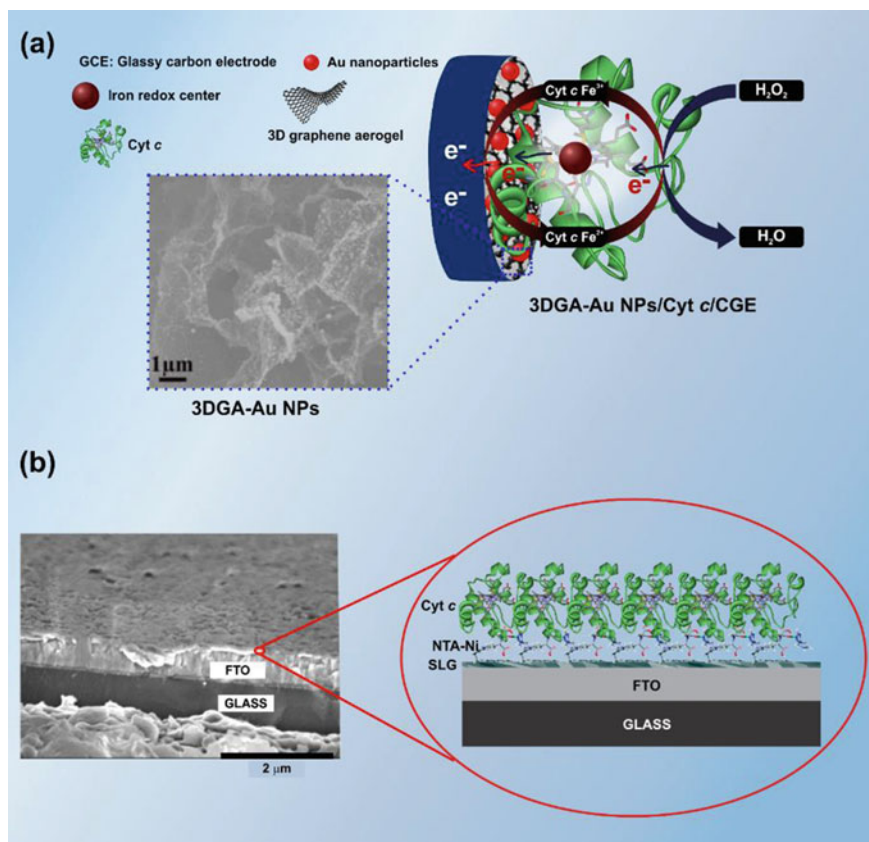 (a)
GCE: Glassy carbon electrode
Au nanoparticles
Iron redox center
3D graphene aerogel
Cyt c
Cyt c Fe³⁺
H₂O₂
e⁻
e⁻
e⁻
e⁻
Cyt c Fe²⁺
H₂O
3DGA-Au NPs/Cyt c/CGE
1µm
3DGA-Au NPs
(b)
Cyt c
NTA-Ni
SLG
FTO
FTO
GLASS
GLASS
2 µm